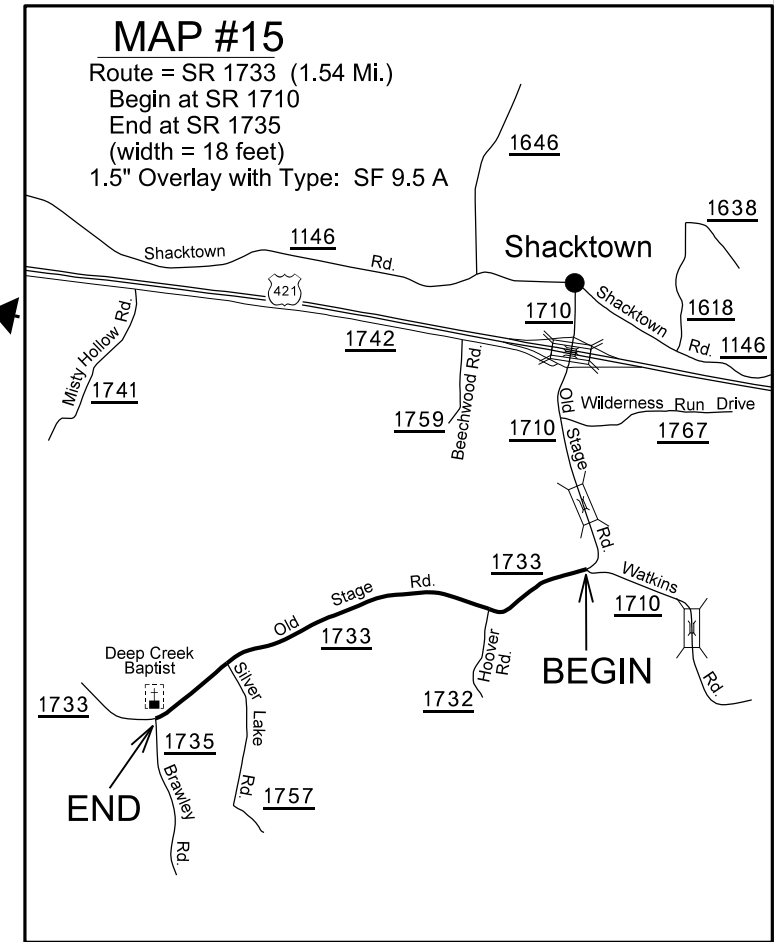 MAP #15
Route = SR 1733 (1.54 Mi.)
Begin at SR 1710
End at SR 1735
(width = 18 feet)
1.5" Overlay with Type: SF 9.5 A
1646
1638
Shacktown
1146
Rd.
Shacktown
421
1710
Shacktown
1618
Rd.
1146
1742
Misty Hollow Rd.
1741
Beechwood Rd.
1759
Old Stage Rd.
1710
Wilderness Run Drive
1767
1733
Old Stage Rd.
1733
Watkins
1710
Rd.
Hoover
Rd.
1732
BEGIN
Deep Creek
Baptist
1733
Silver Lake Rd.
1735
END
Brawley Rd.
1757